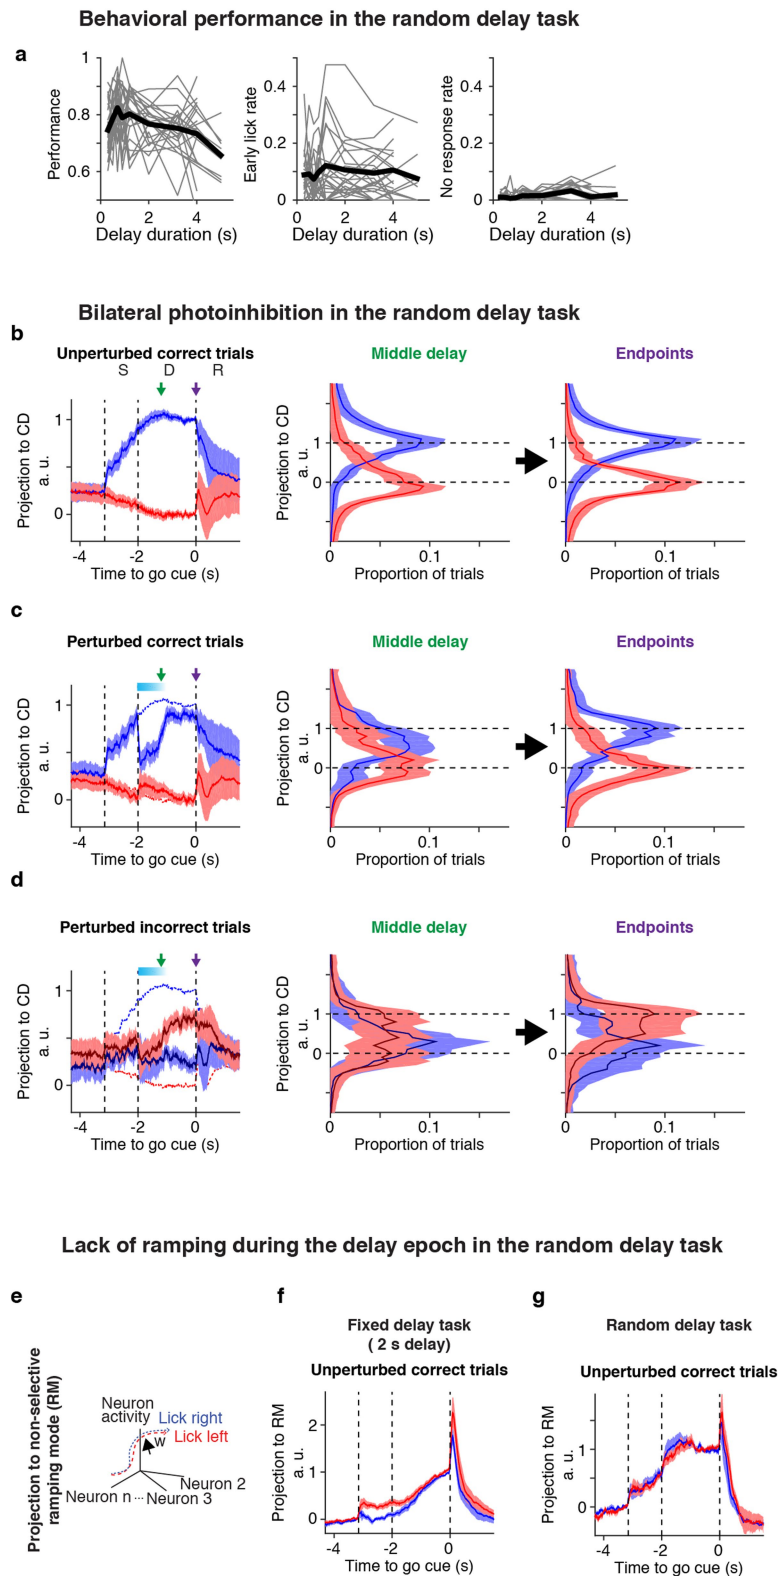 Behavioral performance in the random delay task
a
Performance
1
0.8
0.6
0 2 4
Delay duration (s)
Early lick rate
0.4
0.2
0
0 2 4
Delay duration (s)
No response rate
0.4
0.2
0
0 2 4
Delay duration (s)
Bilateral photoinhibition in the random delay task
b
Unperturbed correct trials
S D R
Projection to CD
a. u.
1
0
-4 -2 0
Time to go cue (s)
Middle delay
Projection to CD
a. u.
1
0
0 0.1
Proportion of trials
Endpoints
1
0
0 0.1
Proportion of trials
c
Perturbed correct trials
Projection to CD
a. u.
1
0
-4 -2 0
Time to go cue (s)
Middle delay
Projection to CD
a. u.
1
0
0 0.1
Proportion of trials
Endpoints
1
0
0 0.1
Proportion of trials
d
Perturbed incorrect trials
Projection to CD
a. u.
1
0
-4 -2 0
Time to go cue (s)
Middle delay
Projection to CD
a. u.
1
0
0 0.1
Proportion of trials
Endpoints
1
0
0 0.1
Proportion of trials
Lack of ramping during the delay epoch in the random delay task
e
Projection to non-selective
ramping mode (RM)
Neuron
activity
Lick right
Lick left
w
Neuron 2
Neuron n ... Neuron 3
f
Fixed delay task
( 2 s delay)
Unperturbed correct trials
Projection to RM
a. u.
2
1
0
-4 -2 0
Time to go cue (s)
g
Random delay task
Unperturbed correct trials
Projection to RM
a. u.
1
0
-4 -2 0
Time to go cue (s)